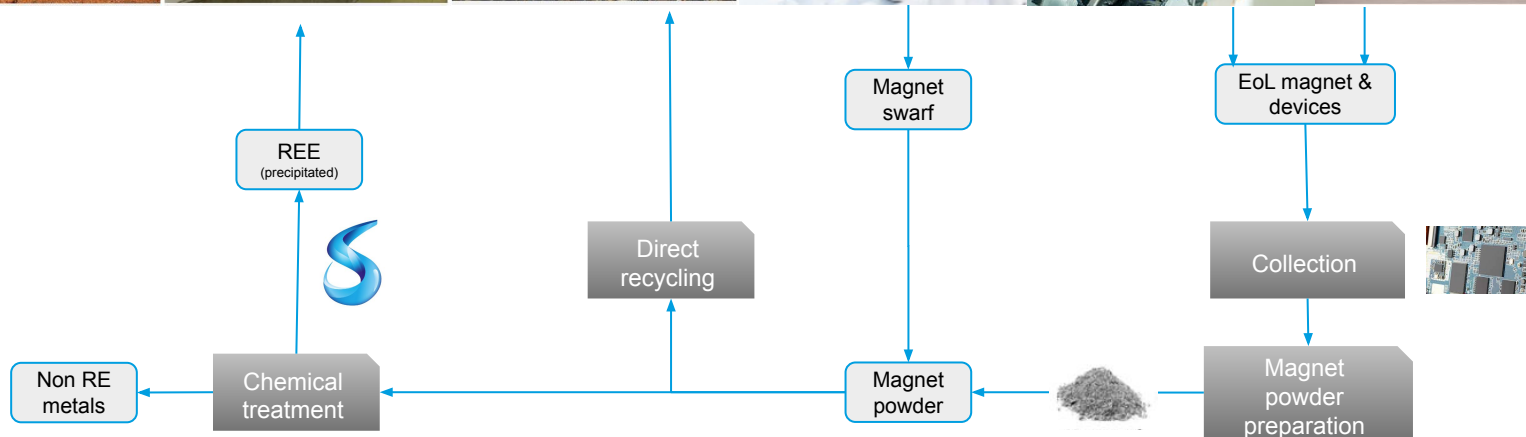 Magnet
swarf
EoL magnet &
devices
REE
(precipitated)
Direct
recycling
Collection
Non RE
metals
Chemical
treatment
Magnet
powder
Magnet
powder
preparation